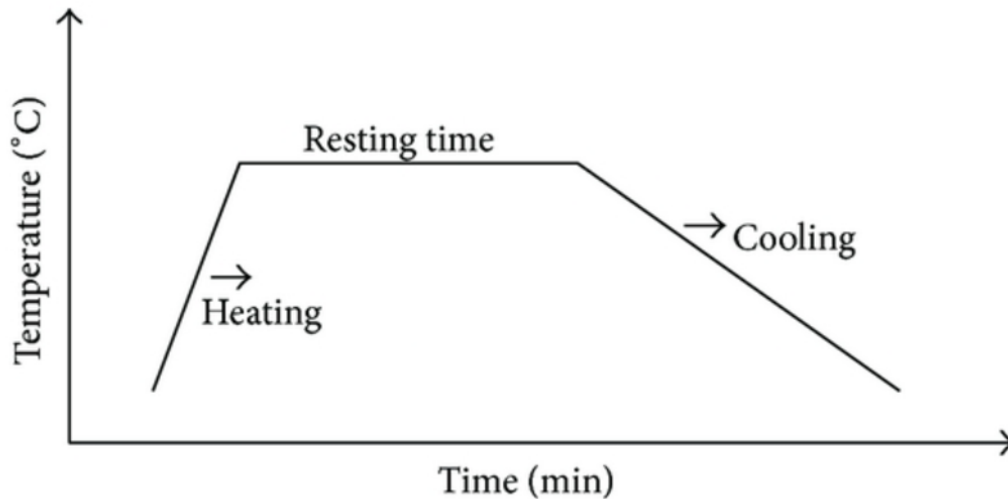 Temperature (°C)
Resting time
Cooling
Heating
Time (min)